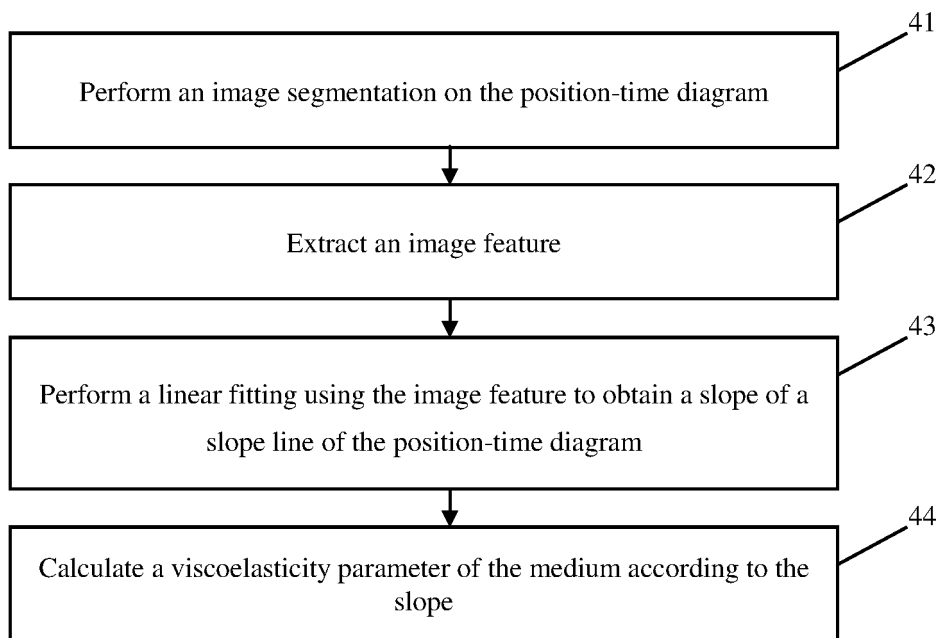 41
Perform an image segmentation on the position-time diagram
42
Extract an image feature
43
Perform a linear fitting using the image feature to obtain a slope of a
slope line of the position-time diagram
44
Calculate a viscoelasticity parameter of the medium according to the
slope